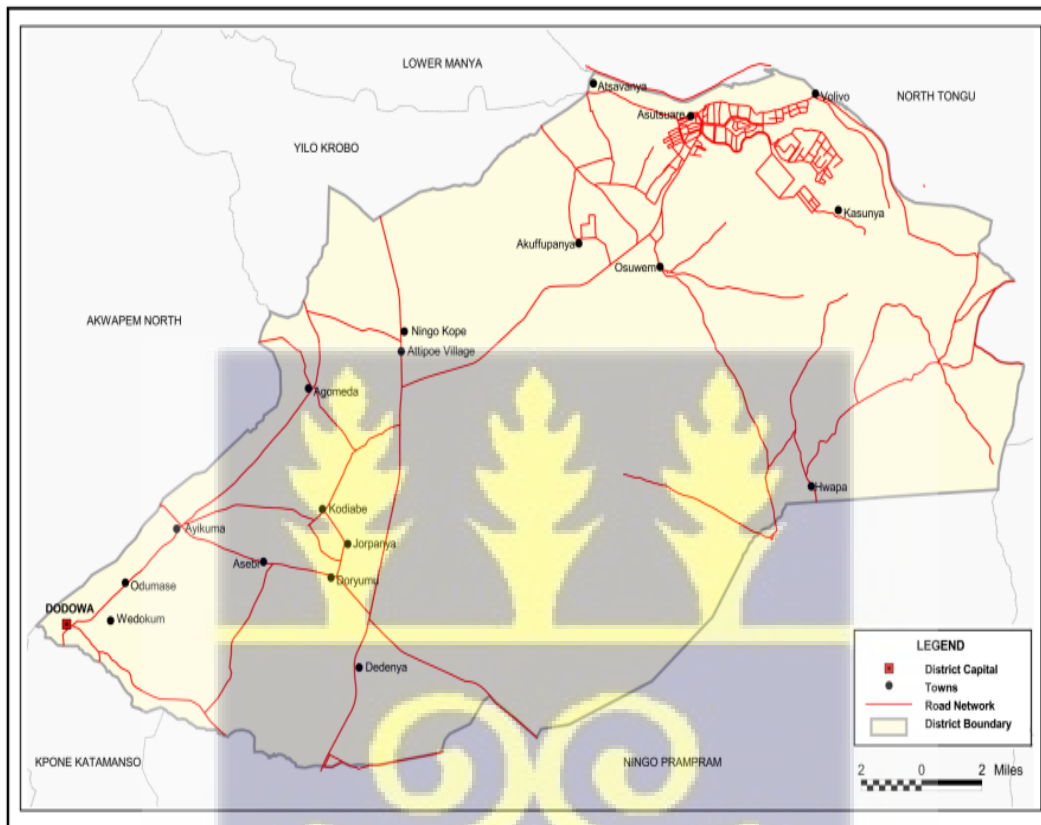 LOWER MANYA
Atsavanya
Volivo
NORTH TONGU
Asutsuare
YILO KROBO
Kasunya
Akuffupanya
Osuwem
AKWAPEM NORTH
Ningo Kope
Attipoe Village
Agomeda
Hwapa
Kodiabe
Ayikuma
Jorpanya
Asebi
Doryumu
Odumase
DODOWA
Wedokum
Dedenya
KPONE KATAMANSO
NINGO PRAMPRAM
LEGEND
District Capital
Towns
Road Network
District Boundary
2 0 2 Miles